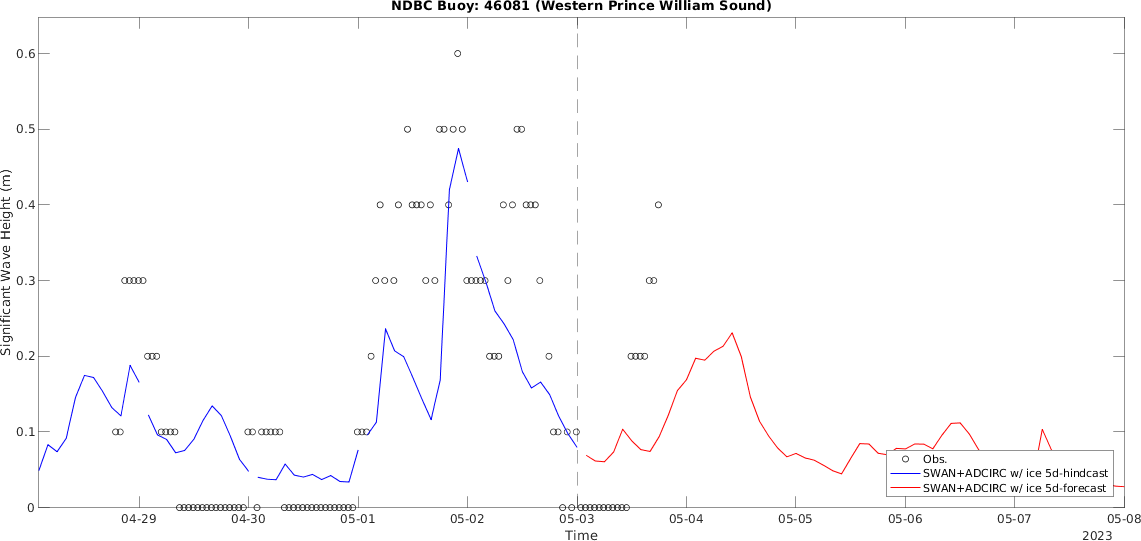 NDBC Buoy: 46081 (Western Prince William Sound)
Significant Wave Height (m)
0.6
0.5
0.4
0.3
0.2
0.1
0
Obs.
SWAN+ADCIRC w/ ice 5d-hindcast
SWAN+ADCIRC w/ ice 5d-forecast
04-29 04-30 05-01 05-02 05-03 05-04 05-05 05-06 05-07 05-08
Time
2023